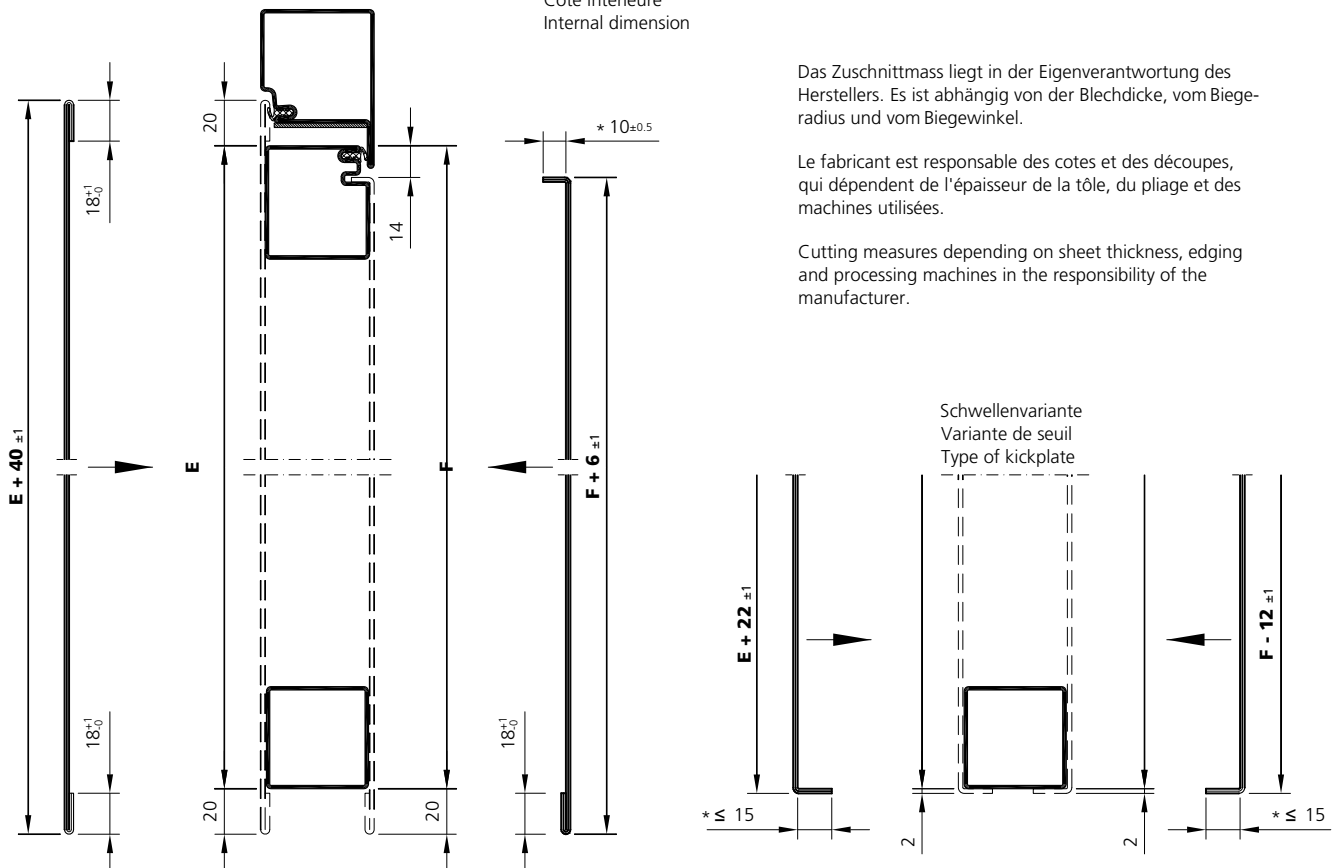 Cote intérieure
Internal dimension
Das Zuschnittmass liegt in der Eigenverantwortung des
Herstellers. Es ist abhängig von der Blechdicke, vom Biege-
radius und vom Biegewinkel.
Le fabricant est responsable des cotes et des découpes,
qui dépendent de l'épaisseur de la tôle, du pliage et des
machines utilisées.
Cutting measures depending on sheet thickness, edging
and processing machines in the responsibility of the
manufacturer.
20
* 10±0.5
18+1-0
14
E + 40 ±1
E
F
F + 6 ±1
Schwellenvariante
Variante de seuil
Type of kickplate
E + 22 ±1
F - 12 ±1
18+1-0
18+1-0
20
20
* ≤ 15
2
2
* ≤ 15